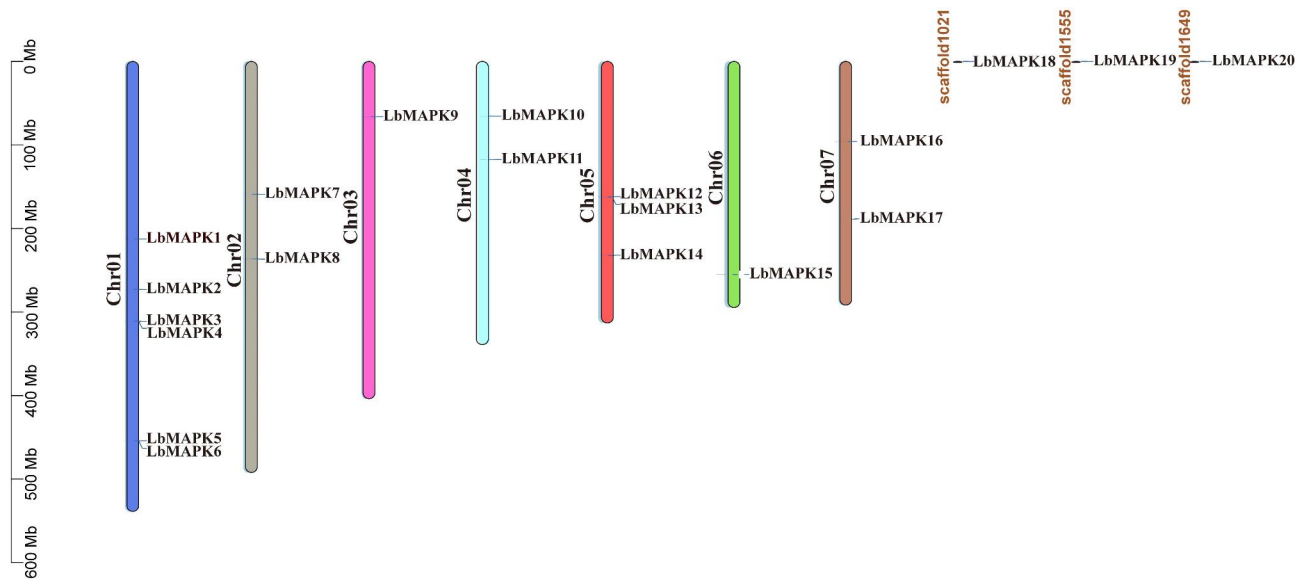 0 Mb
100 Mb
200 Mb
300 Mb
400 Mb
500 Mb
600 Mb
Chr01
LbMAPK1
LbMAPK2
LbMAPK3
LbMAPK4
LbMAPK5
LbMAPK6
Chr02
LbMAPK7
LbMAPK8
Chr03
LbMAPK9
Chr04
LbMAPK10
LbMAPK11
Chr05
LbMAPK12
LbMAPK13
LbMAPK14
Chr06
LbMAPK15
Chr07
LbMAPK16
LbMAPK17
scaffold1021
LbMAPK18
scaffold1555
LbMAPK19
scaffold1649
LbMAPK20